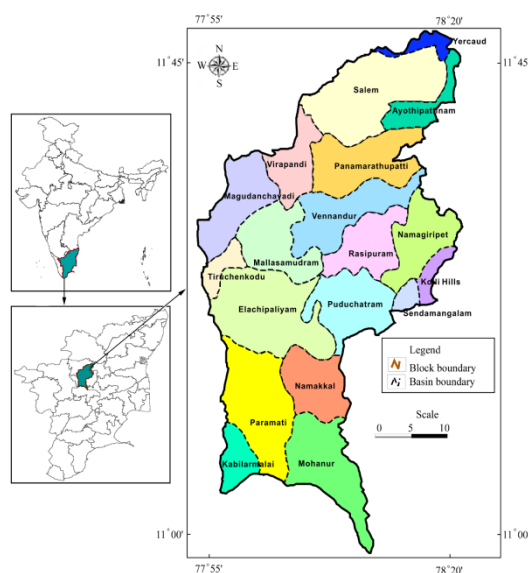 77˚55'
78˚20'
11˚45'
11˚45'
N
W E
S
Yercaud
Salem
Ayothipattnam
Virapandi
Panamarathupatti
Magudanchavadi
Vennandur
Namagiripet
Mallasamudram
Rasipuram
Tiruchenkodu
Kolli Hills
Elachipaliyam
Puduchatram
Sendamangalam
Legend
Block boundary
Basin boundary
Namakkal
Scale
0 5 10
Paramati
Kabilarmalai
Mohanur
11˚00'
11˚00'
77˚55'
78˚20'